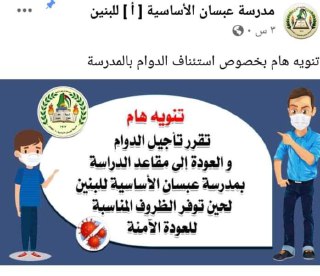 مدرسة عبسان الأساسية [ أ ] للبنين
٣ س ·
تنويه هام بخصوص استئناف الدوام بالمدرسة
تنويه هام
تقرر تأجيل الدوام
و العودة إلى مقاعد الدراسة
بمدرسة عبسان الأساسية للبنين
لحين توفر الظروف المناسبة
للعودة الآمنة